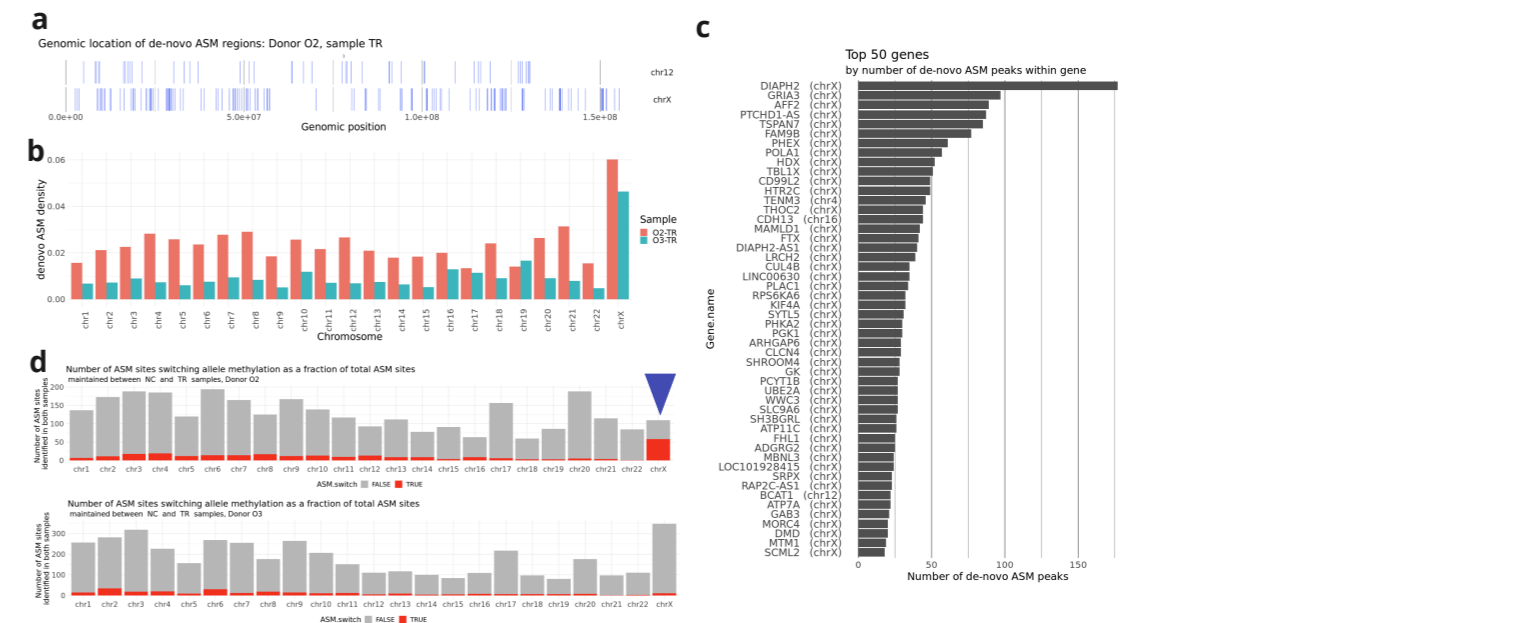 a
Genomic location of de-novo ASM regions: Donor O2, sample TR
chr12
chrX
0.0e+00 5.0e+07 1.0e+08 1.5e+08
Genomic position
b
denovo ASM density
0.06
0.04
0.02
0.00
chr1 chr2 chr3 chr4 chr5 chr6 chr7 chr8 chr9 chr10 chr11 chr12 chr13 chr14 chr15 chr16 chr17 chr18 chr19 chr20 chr21 chr22 chrX
Chromosome
Sample
O2-TR
O3-TR
c
Top 50 genes
by number of de-novo ASM peaks within gene
Gene.name
DIAPH2 (chrX)
GRIA3 (chrX)
AFF2 (chrX)
PTCHD1-AS (chrX)
TSPAN7 (chrX)
FAM9B (chrX)
PHEX (chrX)
POLA1 (chrX)
HDX (chrX)
TBL1X (chrX)
CD99L2 (chrX)
HTR2C (chrX)
TENM3 (chr4)
THOC2 (chrX)
CDH13 (chr16)
MAMLD1 (chrX)
FTX (chrX)
DIAPH2-AS1 (chrX)
LRCH2 (chrX)
CUL4B (chrX)
LINC00630 (chrX)
PLAC1 (chrX)
RPS6KA6 (chrX)
KIF4A (chrX)
SYTL5 (chrX)
PHKA2 (chrX)
PGK1 (chrX)
ARHGAP6 (chrX)
CLCN4 (chrX)
SHROOM4 (chrX)
GK (chrX)
PCYT1B (chrX)
UBE2A (chrX)
WWC3 (chrX)
SLC9A6 (chrX)
SH3BGRL (chrX)
ATP11C (chrX)
FHL1 (chrX)
ADGRG2 (chrX)
MBNL3 (chrX)
LOC101928415 (chrX)
SRPX (chrX)
RAP2C-AS1 (chrX)
BCAT1 (chr12)
ATP7A (chrX)
GAB3 (chrX)
MORC4 (chrX)
DMD (chrX)
MTM1 (chrX)
SCML2 (chrX)
0 50 100 150
Number of de-novo ASM peaks
d
Number of ASM sites switching allele methylation as a fraction of total ASM sites
maintained between NC and TR samples, Donor O2
Number of ASM sites
identified in both samples
200
150
100
50
0
chr1 chr2 chr3 chr4 chr5 chr6 chr7 chr8 chr9 chr10 chr11 chr12 chr13 chr14 chr15 chr16 chr17 chr18 chr19 chr20 chr21 chr22 chrX
ASM.switch FALSE TRUE
Number of ASM sites switching allele methylation as a fraction of total ASM sites
maintained between NC and TR samples, Donor O3
Number of ASM sites
identified in both samples
300
200
100
0
chr1 chr2 chr3 chr4 chr5 chr6 chr7 chr8 chr9 chr10 chr11 chr12 chr13 chr14 chr15 chr16 chr17 chr18 chr19 chr20 chr21 chr22 chrX
ASM.switch FALSE TRUE